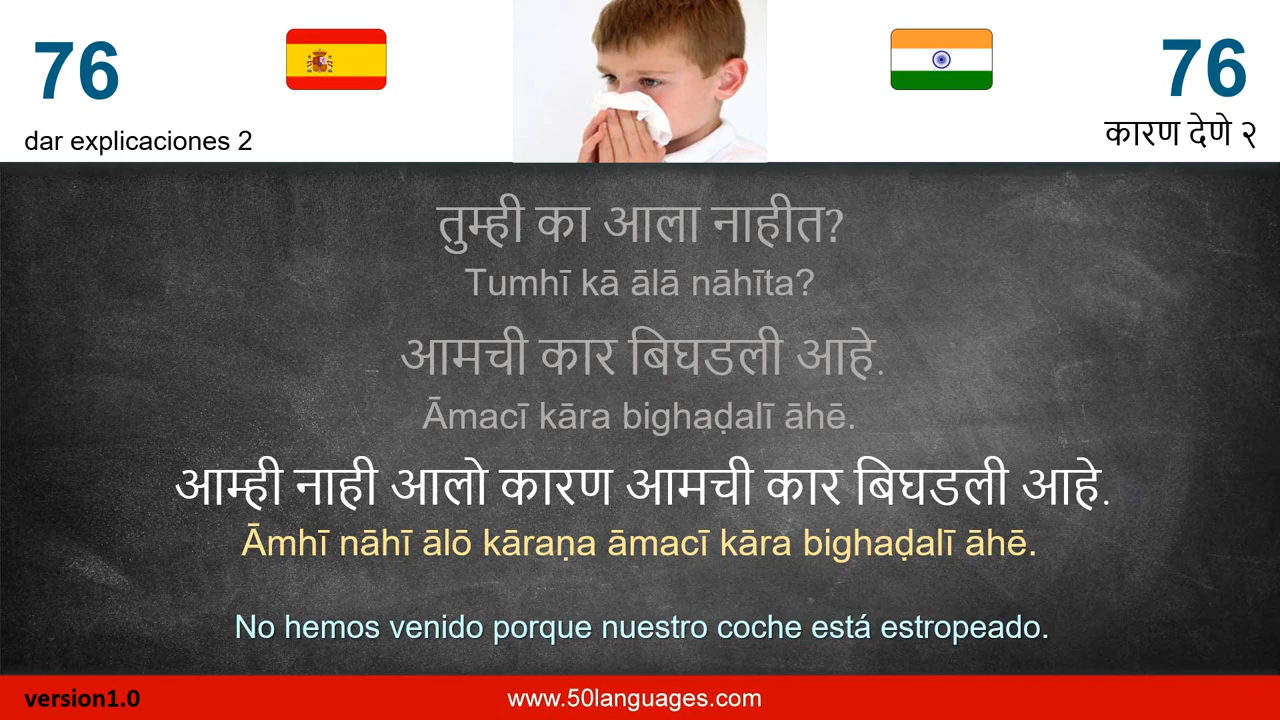 76
76
dar explicaciones 2
कारण देणे २
तुम्ही का आला नाहीत?
Tumhī kā ālā nāhīta?
आमची कार बिघडली आहे.
Āmacī kāra bighaḍalī āhē.
आम्ही नाही आलो कारण आमची कार बिघडली आहे.
Āmhī nāhī ālō kāraṇa āmacī kāra bighaḍalī āhē.
No hemos venido porque nuestro coche está estropeado.
version1.0
www.50languages.com